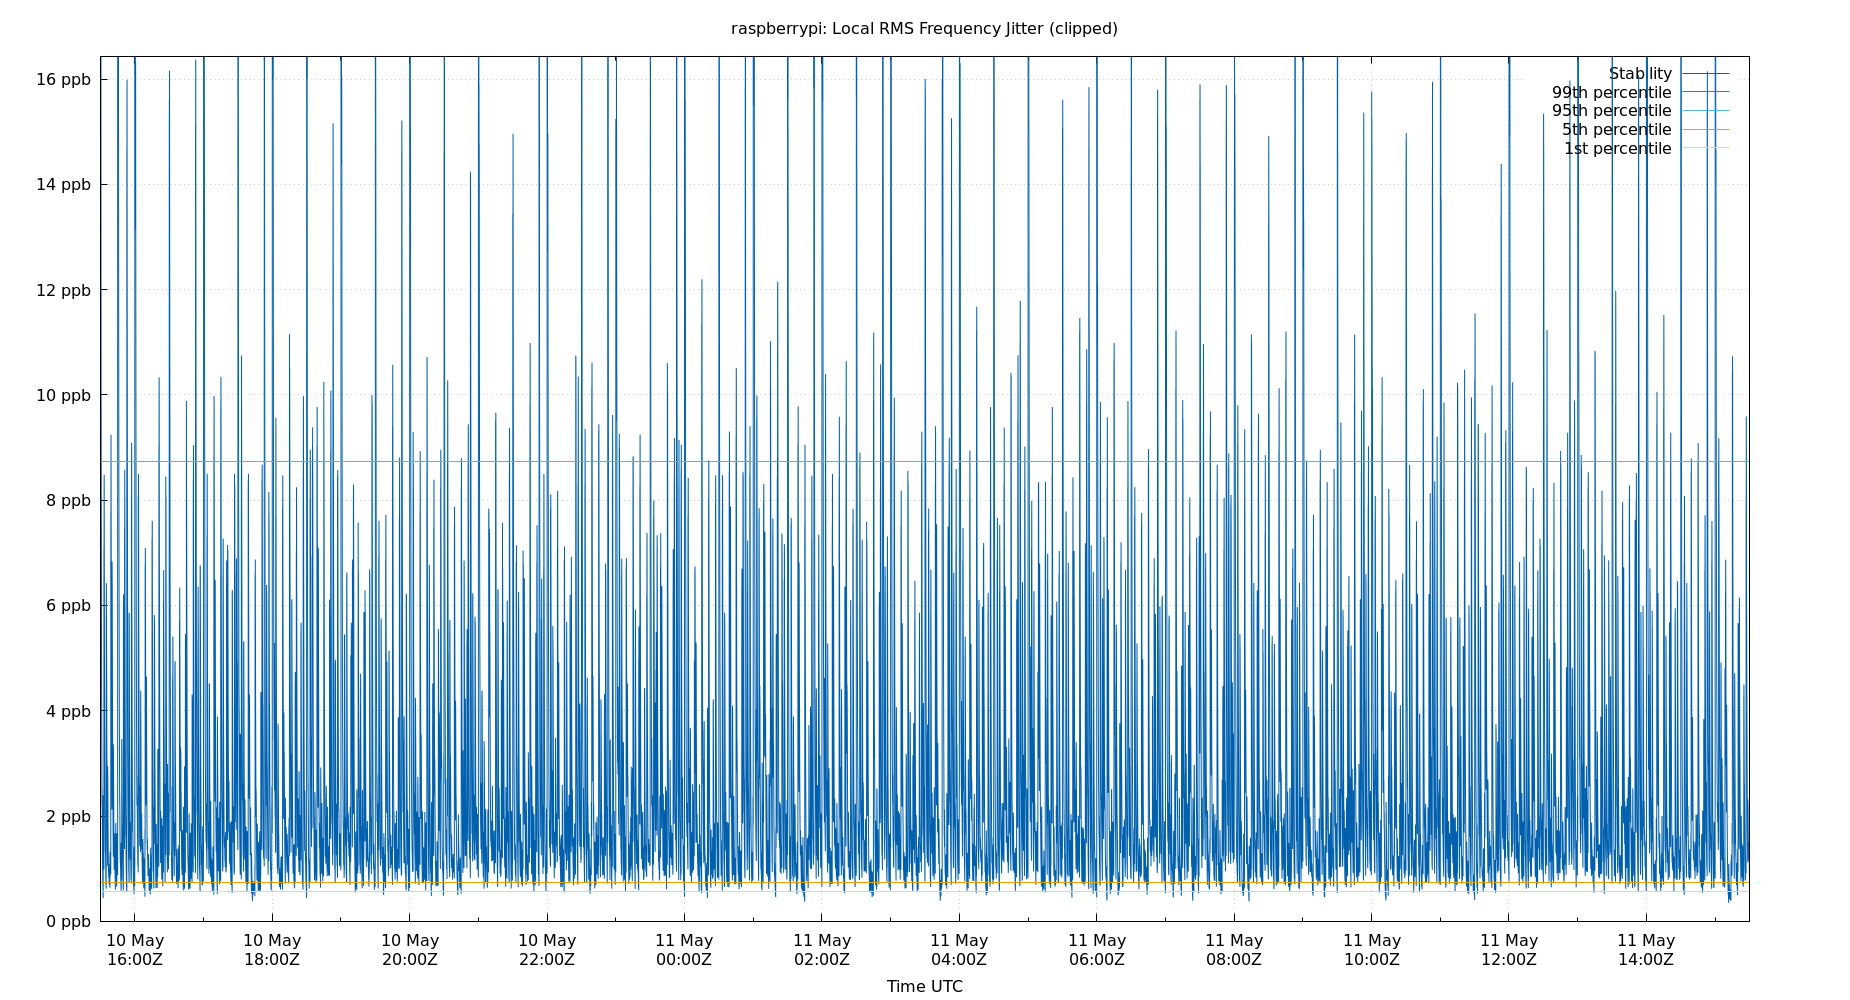 raspberrypi: Local RMS Frequency Jitter (clipped)
16 ppb
14 ppb
12 ppb
10 ppb
8 ppb
6 ppb
4 ppb
2 ppb
0 ppb
Stability
99th percentile
95th percentile
5th percentile
1st percentile
10 May 10 May 10 May 10 May 11 May 11 May 11 May 11 May 11 May 11 May 11 May 11 May
16:00Z 18:00Z 20:00Z 22:00Z 00:00Z 02:00Z 04:00Z 06:00Z 08:00Z 10:00Z 12:00Z 14:00Z
Time UTC